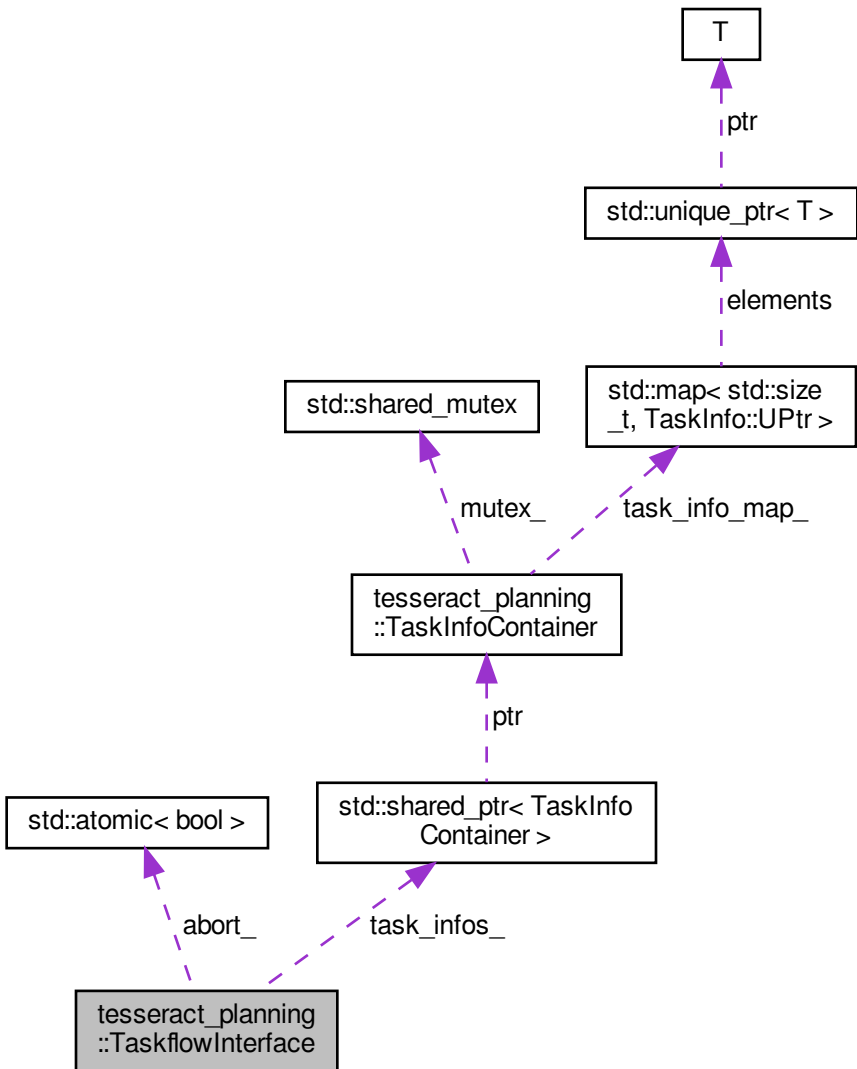 T
ptr
std::unique_ptr< T >
elements
std::map< std::size
_t, TaskInfo::UPtr >
std::shared_mutex
mutex_
task_info_map_
tesseract_planning
::TaskInfoContainer
ptr
std::shared_ptr< TaskInfo
Container >
std::atomic< bool >
abort_
task_infos_
tesseract_planning
::TaskflowInterface